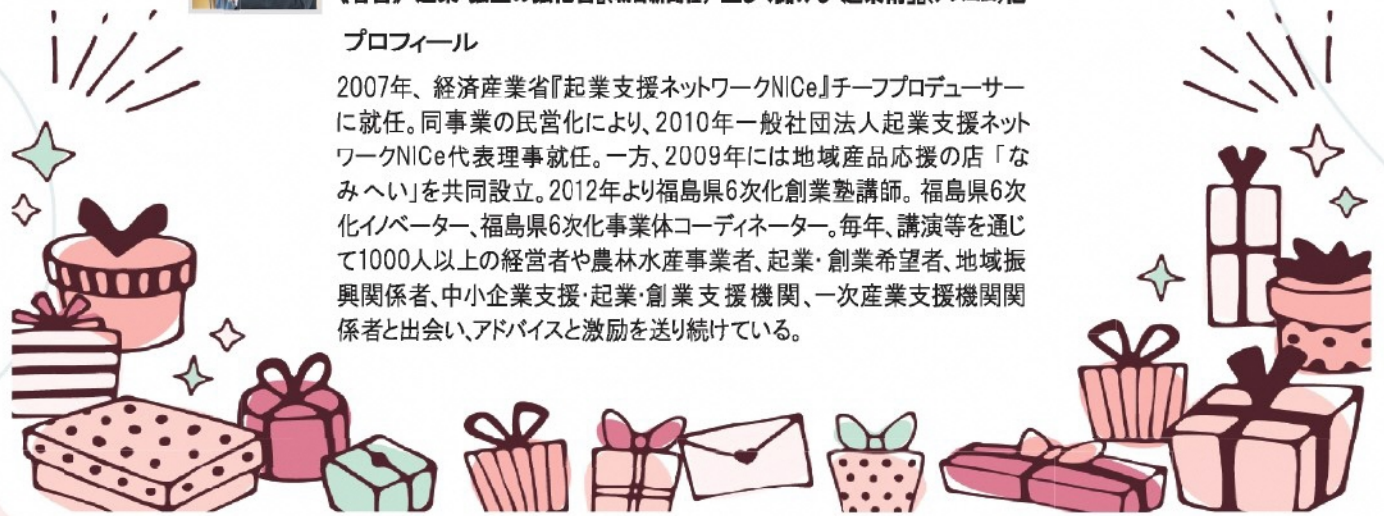 プロフィール
2007年、経済産業省『起業支援ネットワークNICe』チーフプロデューサー
に就任。同事業の民営化により、2010年一般社団法人起業支援ネット
ワークNICe代表理事就任。一方、2009年には地域産品応援の店「な
みへい」を共同設立。2012年より福島県6次化創業塾講師。福島県6次
化イノベーター、福島県6次化事業体コーディネーター。毎年、講演等を通じ
て1000人以上の経営者や農林水産事業者、起業・創業希望者、地域振
興関係者、中小企業支援・起業・創業支援機関、一次産業支援機関関
係者と出会い、アドバイスと激励を送り続けている。